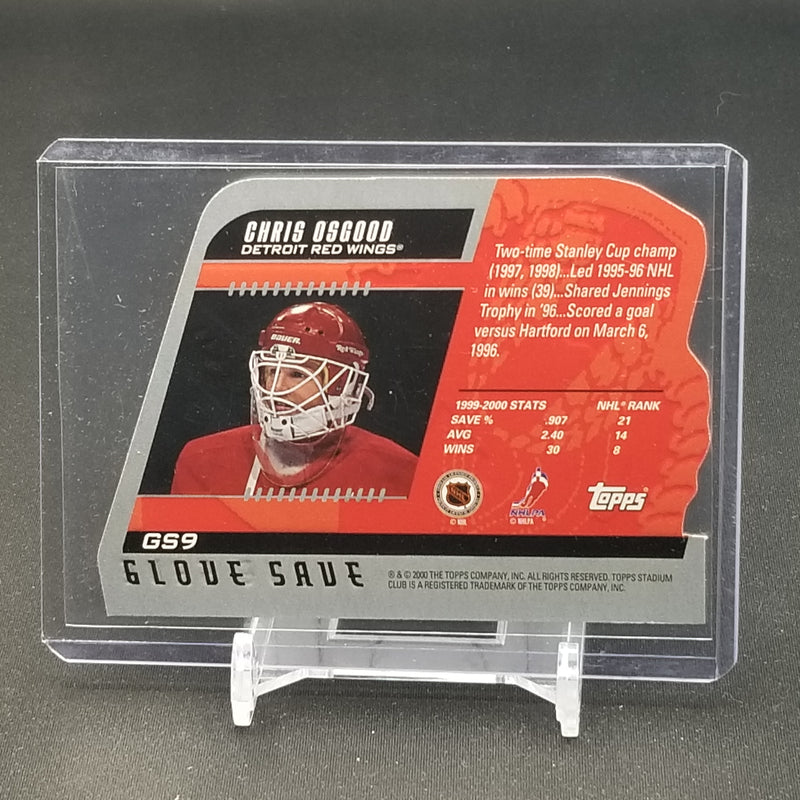 CHRIS OSGOOD
DETROIT RED WINGS®
Two-time Stanley Cup champ
(1997, 1998)...Led 1995-96 NHL
in wins (39)...Shared Jennings
Trophy in '96...Scored a goal
versus Hartford on March 6,
1996.
BAUER
Red Wings
1999-2000 STATS NHL® RANK
SAVE % .907 21
AVG 2.40 14
WINS 30 8
NHLPA
© NHL © NHLPA
TOPPS
GS9
GLOVE SAVE
® & © 2000 THE TOPPS COMPANY, INC. ALL RIGHTS RESERVED. TOPPS STADIUM
CLUB IS A REGISTERED TRADEMARK OF THE TOPPS COMPANY, INC.